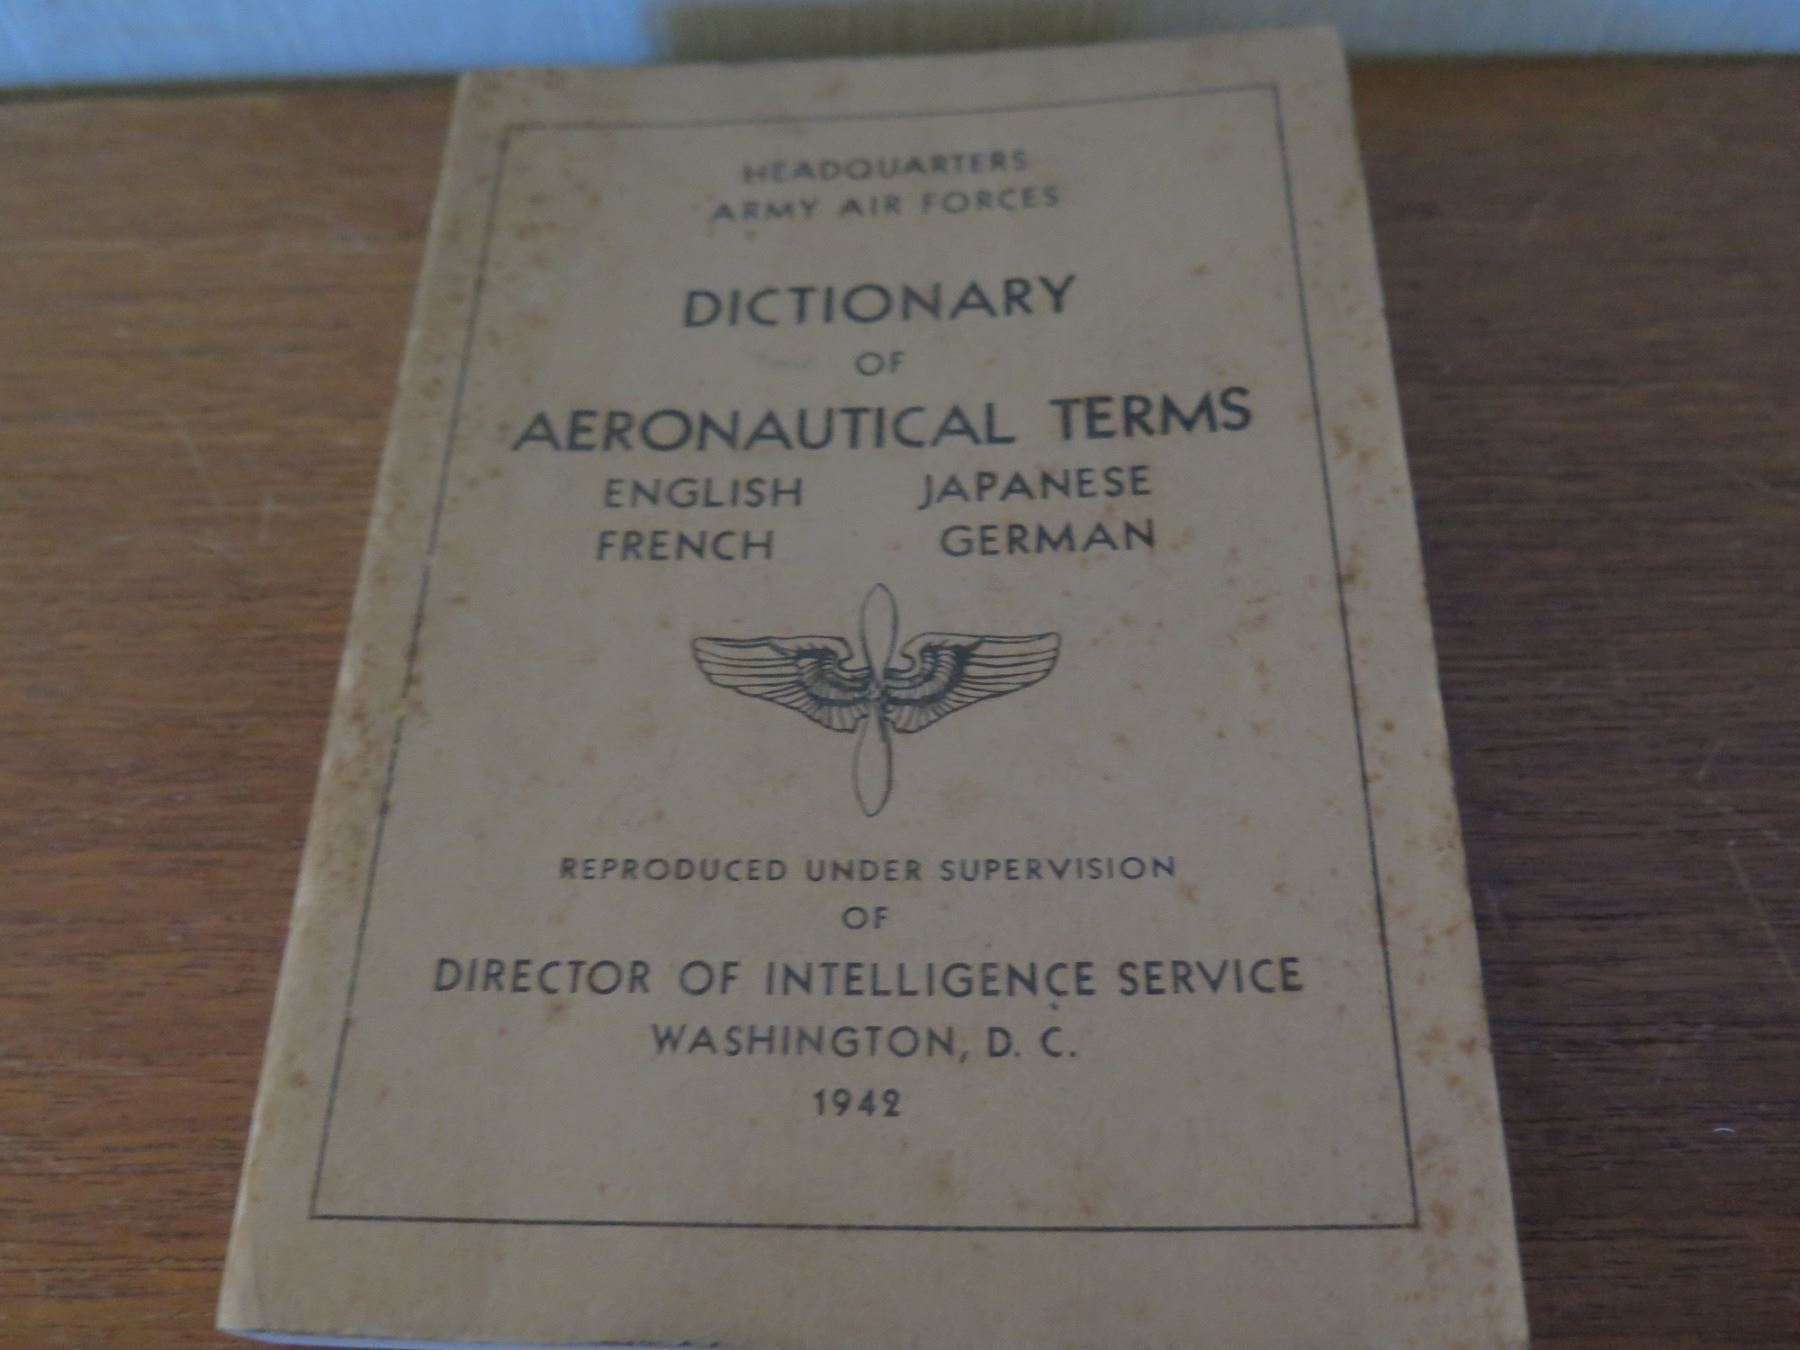 HEADQUARTERS
ARMY AIR FORCES
DICTIONARY
OF
AERONAUTICAL TERMS
ENGLISH JAPANESE
FRENCH GERMAN
REPRODUCED UNDER SUPERVISION
OF
DIRECTOR OF INTELLIGENCE SERVICE
WASHINGTON, D. C.
1942